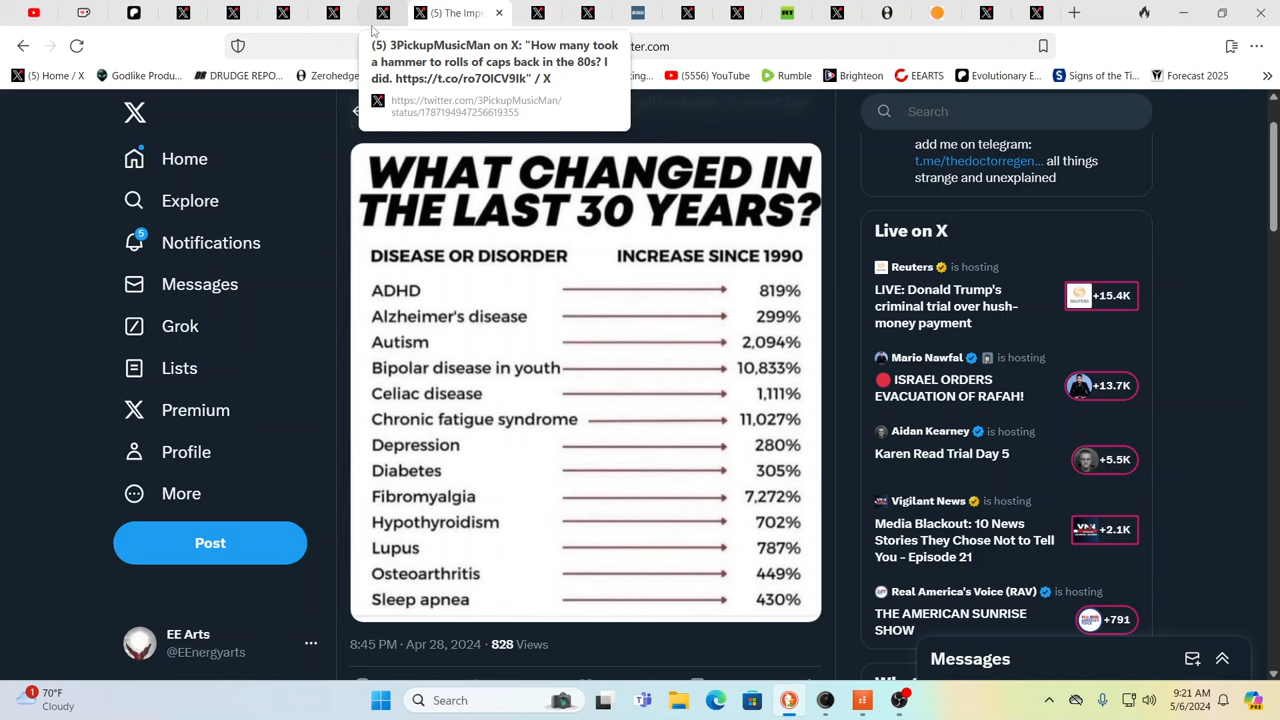 (5) The Impr
(5) 3PickupMusicMan on X: "How many took
a hammer to rolls of caps back in the 80s? I
did. https://t.co/ro7OlCV9Ik" / X
https://twitter.com/3PickupMusicMan/
status/1787194947256619355
ter.com
(5) Home / X
Godlike Produc...
DRUDGE REPO...
Zerohedge
king...
(5556) YouTube
Rumble
Brighteon
EEARTS
Evolutionary E...
Signs of the Ti...
Forecast 2025
Home
Explore
5
Notifications
Messages
Grok
Lists
Premium
Profile
More
Post
EE Arts
@EEnergyarts
WHAT CHANGED IN
THE LAST 30 YEARS?
DISEASE OR DISORDER INCREASE SINCE 1990
ADHD 819%
Alzheimer's disease 299%
Autism 2,094%
Bipolar disease in youth 10,833%
Celiac disease 1,111%
Chronic fatigue syndrome 11,027%
Depression 280%
Diabetes 305%
Fibromyalgia 7,272%
Hypothyroidism 702%
Lupus 787%
Osteoarthritis 449%
Sleep apnea 430%
8:45 PM · Apr 28, 2024 · 828 Views
Search
add me on telegram:
t.me/thedoctorregen... all things
strange and unexplained
Live on X
Reuters is hosting
LIVE: Donald Trump's
criminal trial over hush-
money payment
REUTERS
+15.4K
Mario Nawfal is hosting
ISRAEL ORDERS
EVACUATION OF RAFAH!
+13.7K
Aidan Kearney is hosting
Karen Read Trial Day 5
+5.5K
Vigilant News is hosting
Media Blackout: 10 News
Stories They Chose Not to Tell
You – Episode 21
+2.1K
Real America's Voice (RAV) is hosting
THE AMERICAN SUNRISE
SHOW
+791
Messages
1
70°F
Cloudy
Search
9:21 AM
5/6/2024